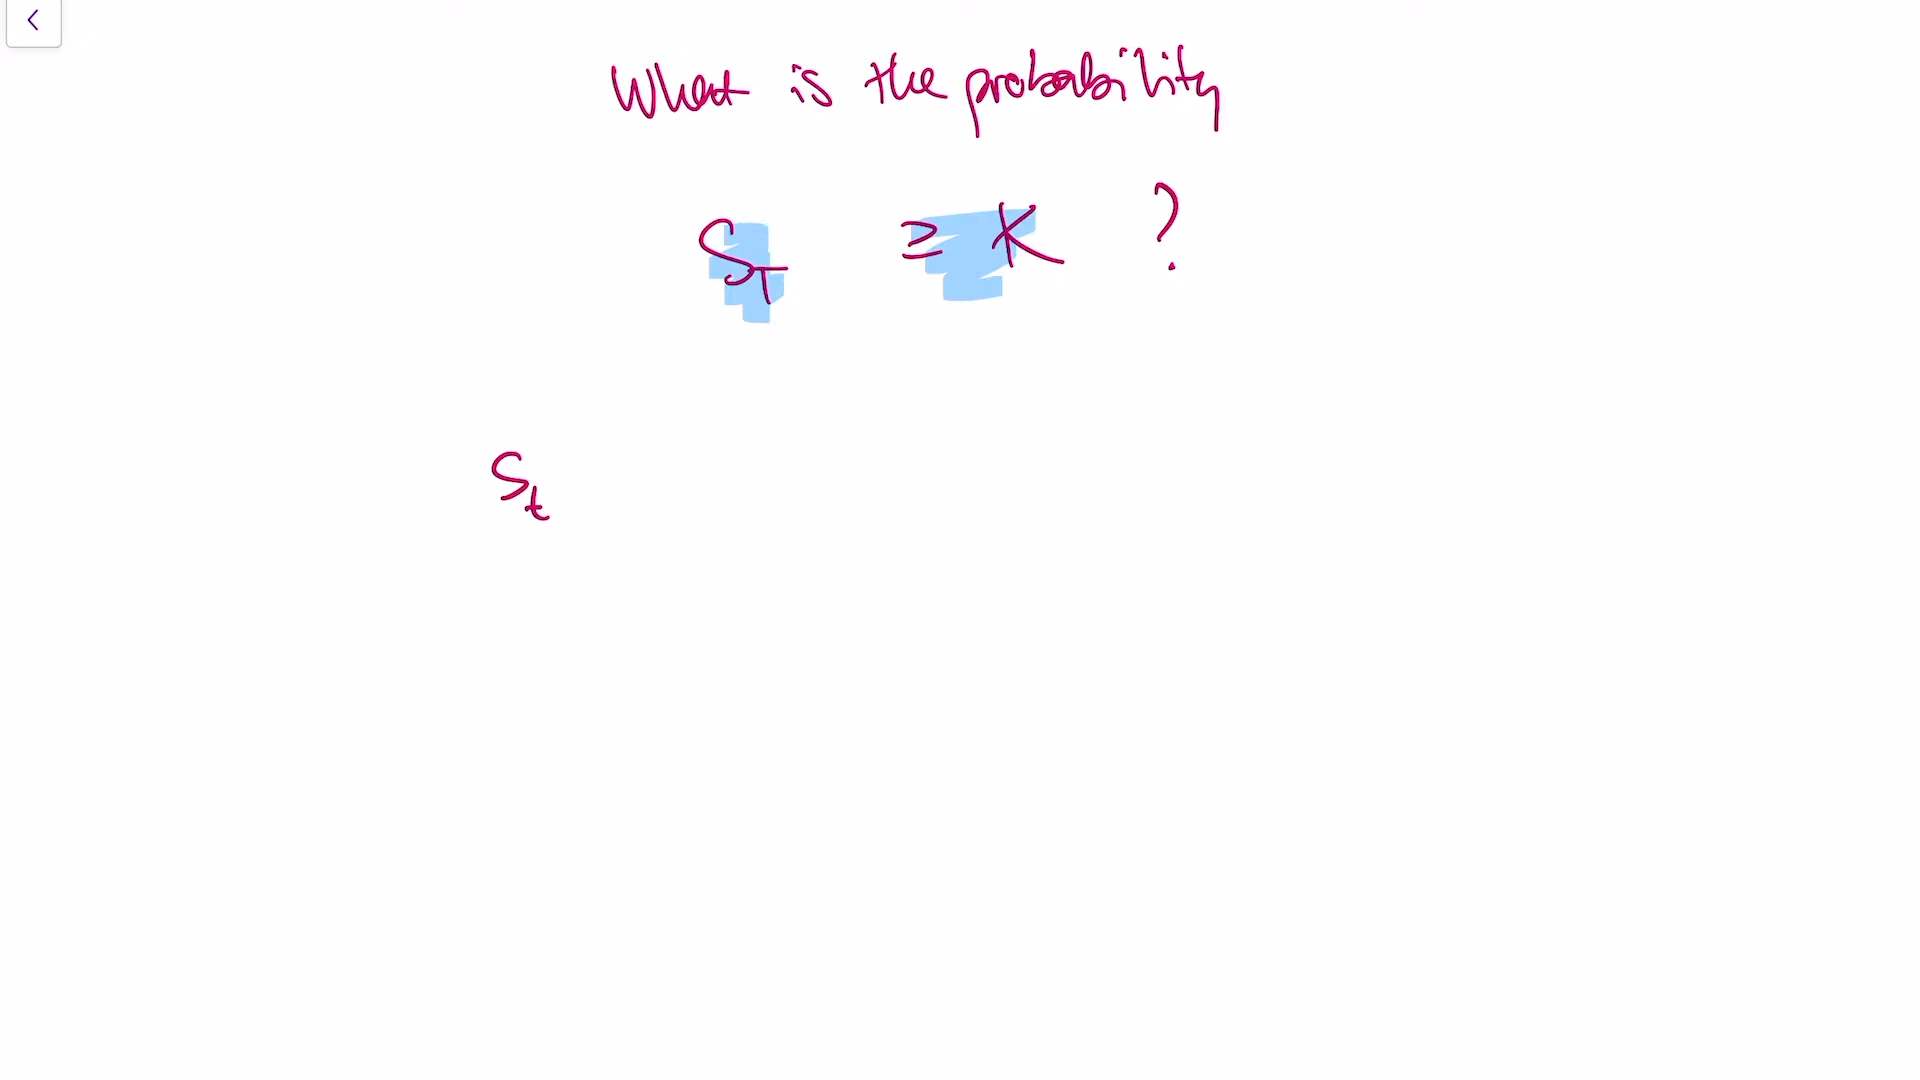 What is the probability
S_T ≥ K ?
S_t